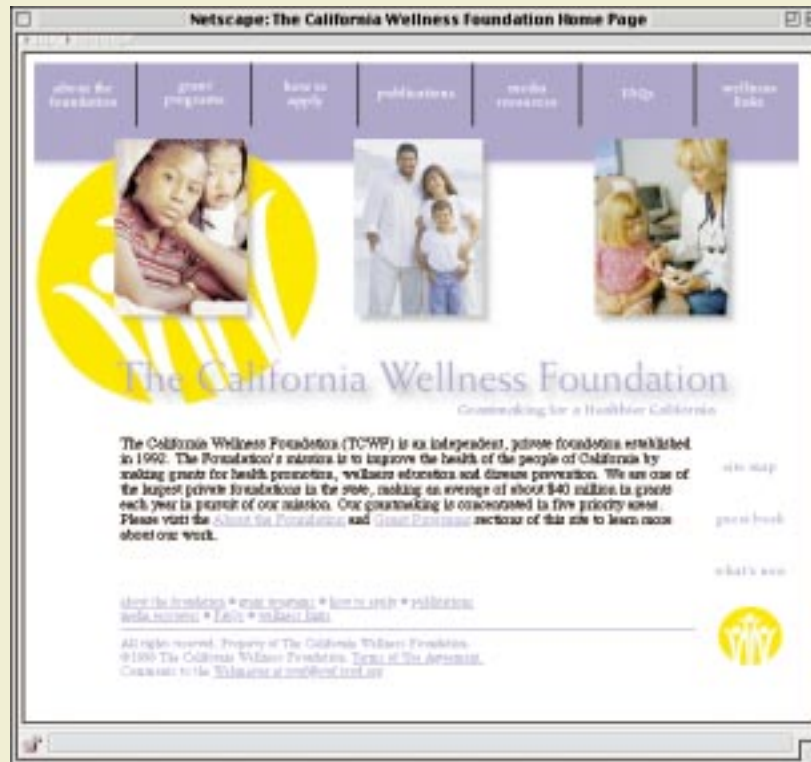 Netscape: The California Wellness Foundation Home Page
about the foundation
grant programs
how to apply
publications
media resources
FAQs
wellness links
The California Wellness Foundation
Grantmaking for a Healthier California
The California Wellness Foundation (TCWF) is an independent, private foundation established
in 1992. The Foundation's mission is to improve the health of the people of California by
making grants for health promotion, wellness education and disease prevention. We are one of
the largest private foundations in the state, making an average of about $40 million in grants
each year in pursuit of our mission. Our grantmaking is concentrated in five priority areas.
Please visit the About the Foundation and Grant Programs sections of this site to learn more
about our work.
site map
guest book
what's new
about the foundation * grant programs * how to apply * publications
media resources * FAQs * wellness links
All rights reserved. Property of The California Wellness Foundation.
The California Wellness Foundation. Terms of Use Agreement.
Comments to the Webmaster at